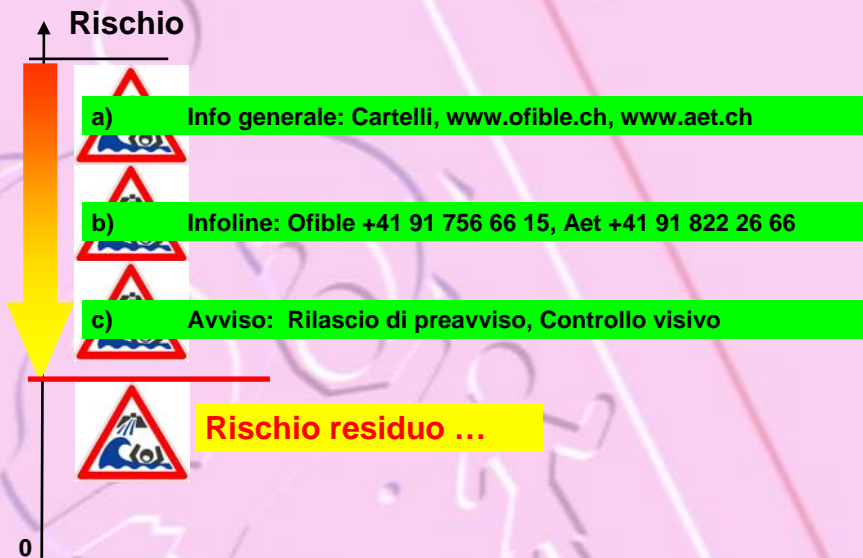 Rischio
a) Info generale: Cartelli, www.ofible.ch, www.aet.ch
b) Infoline: Ofible +41 91 756 66 15, Aet +41 91 822 26 66
c) Avviso: Rilascio di preavviso, Controllo visivo
Rischio residuo …
0